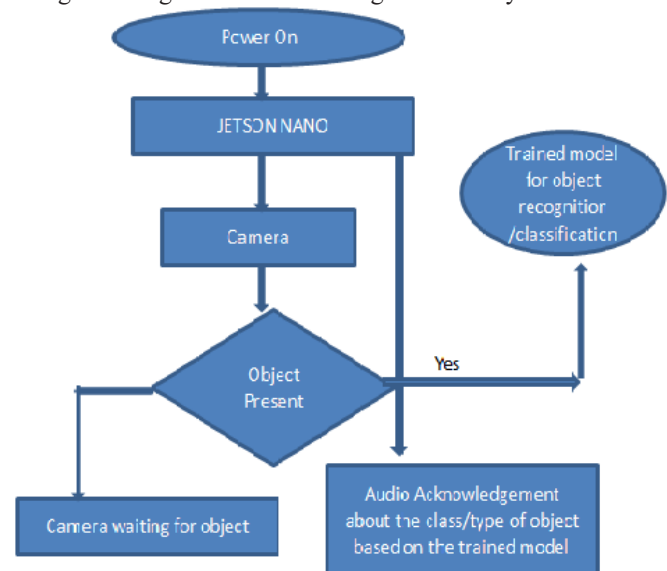 Power On
JETSON NANO
Trained model
for object
recognitior
/classification
Camera
Yes
Object
Present
Camera waiting for object
Audio Acknowledgement
about the class/type of object
based on the trained model